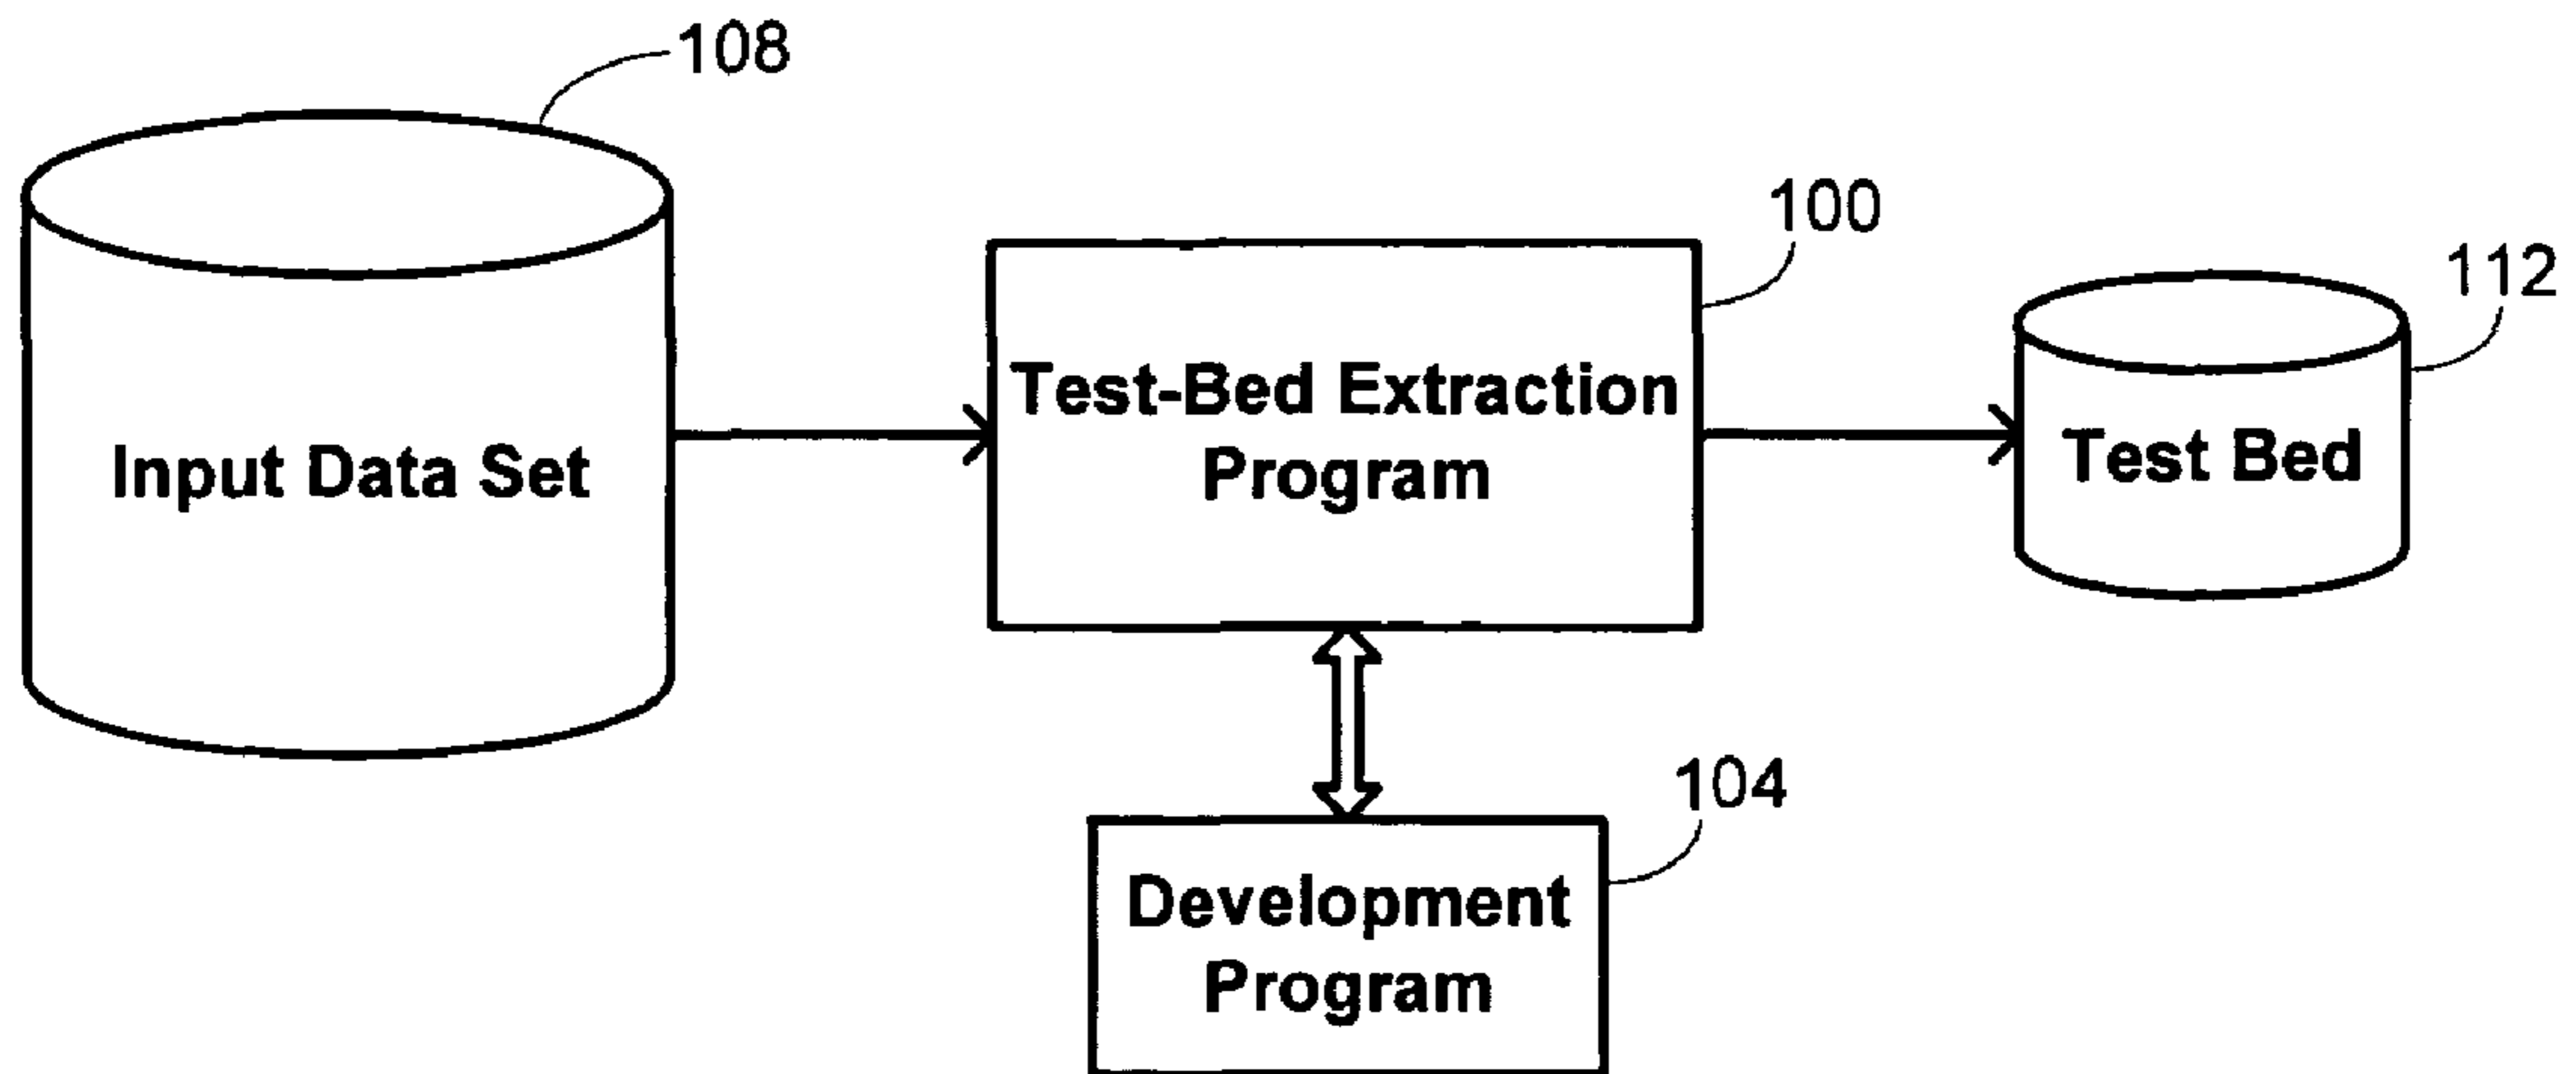 108
100
112
Test-Bed Extraction
Program
Input Data Set
Test Bed
104
Development
Program